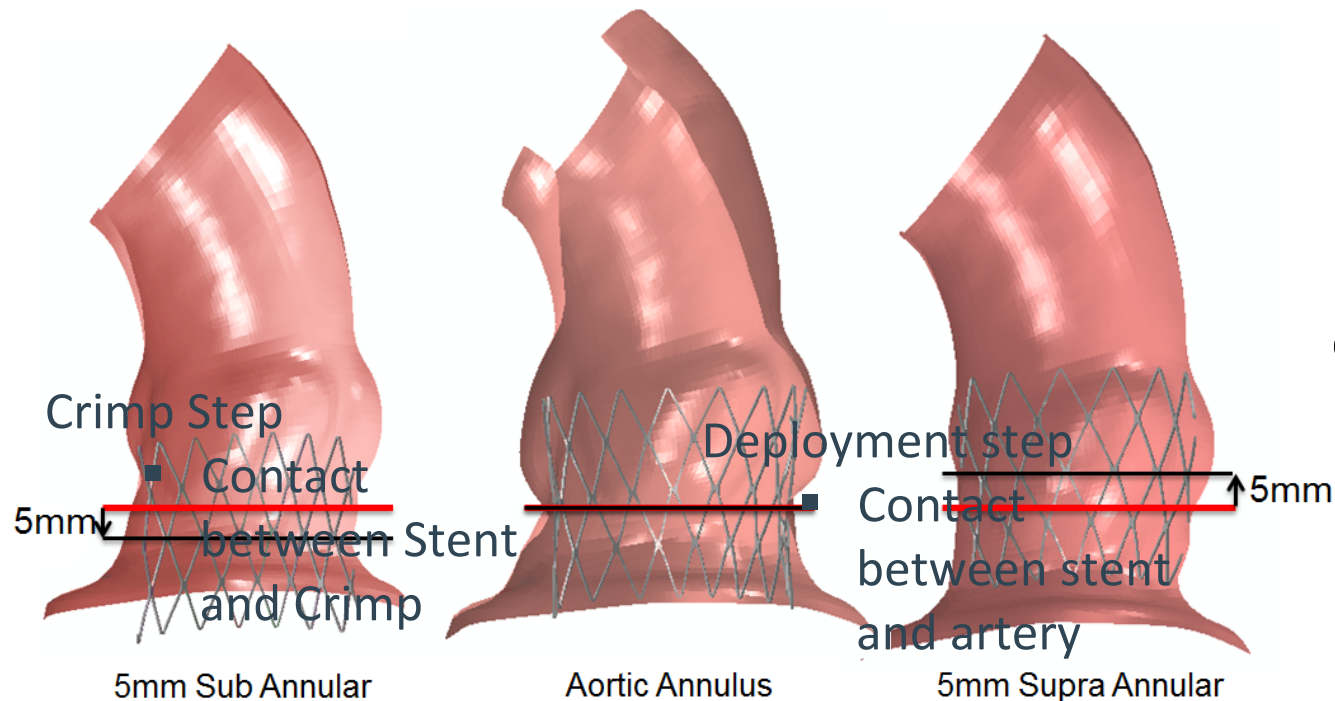 Crimp Step
Contact
between Stent
and Crimp
5mm
Deployment step
Contact
between stent
and artery
5mm
5mm Sub Annular
Aortic Annulus
5mm Supra Annular